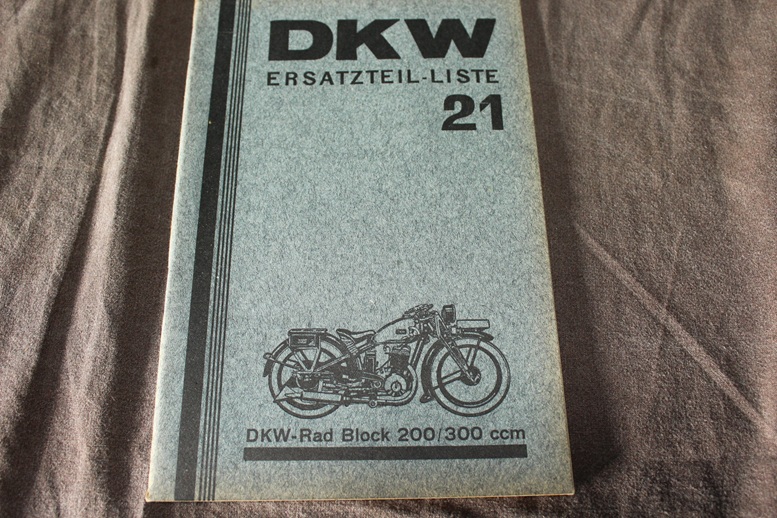 DKW
ERSATZTEIL-LISTE
21
DKW-Rad Block 200/300 ccm